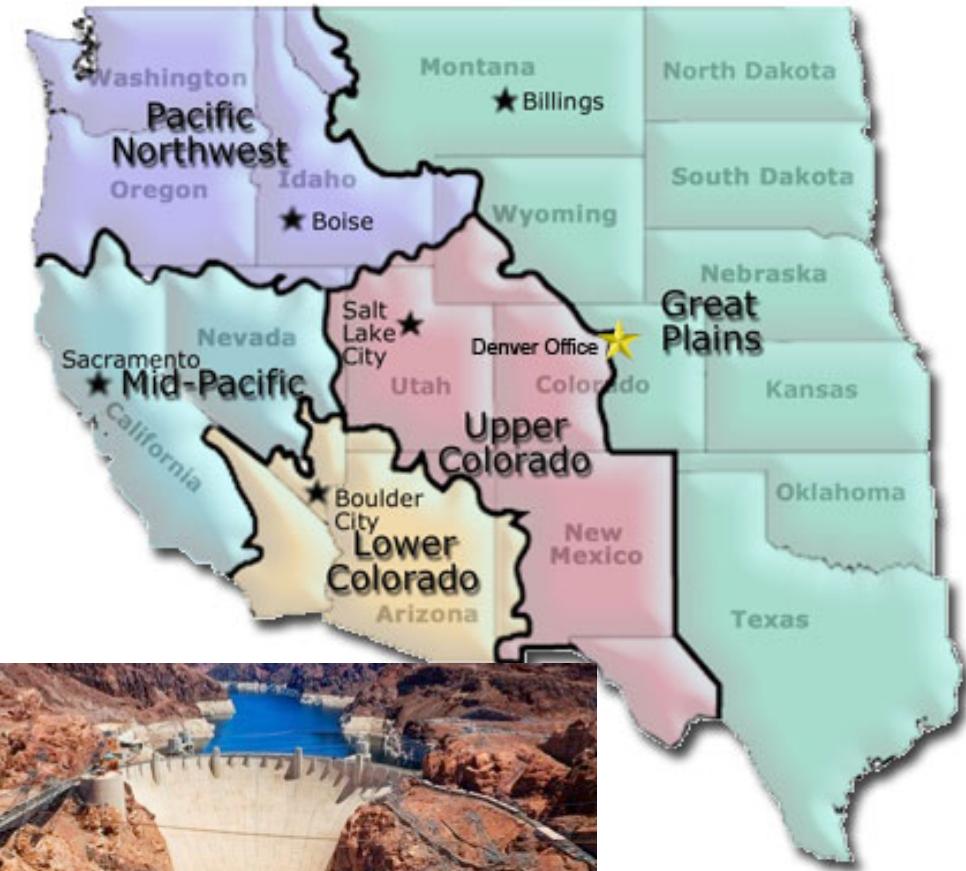 Washington
Montana
North Dakota
Billings
Pacific
Northwest
Oregon
Idaho
South Dakota
Boise
Wyoming
Nebraska
Great
Plains
Salt
Lake
City
Nevada
Denver Office
Sacramento
Mid-Pacific
Utah
Colorado
Kansas
California
Upper
Colorado
Oklahoma
Boulder
City
Lower
Colorado
New
Mexico
Arizona
Texas